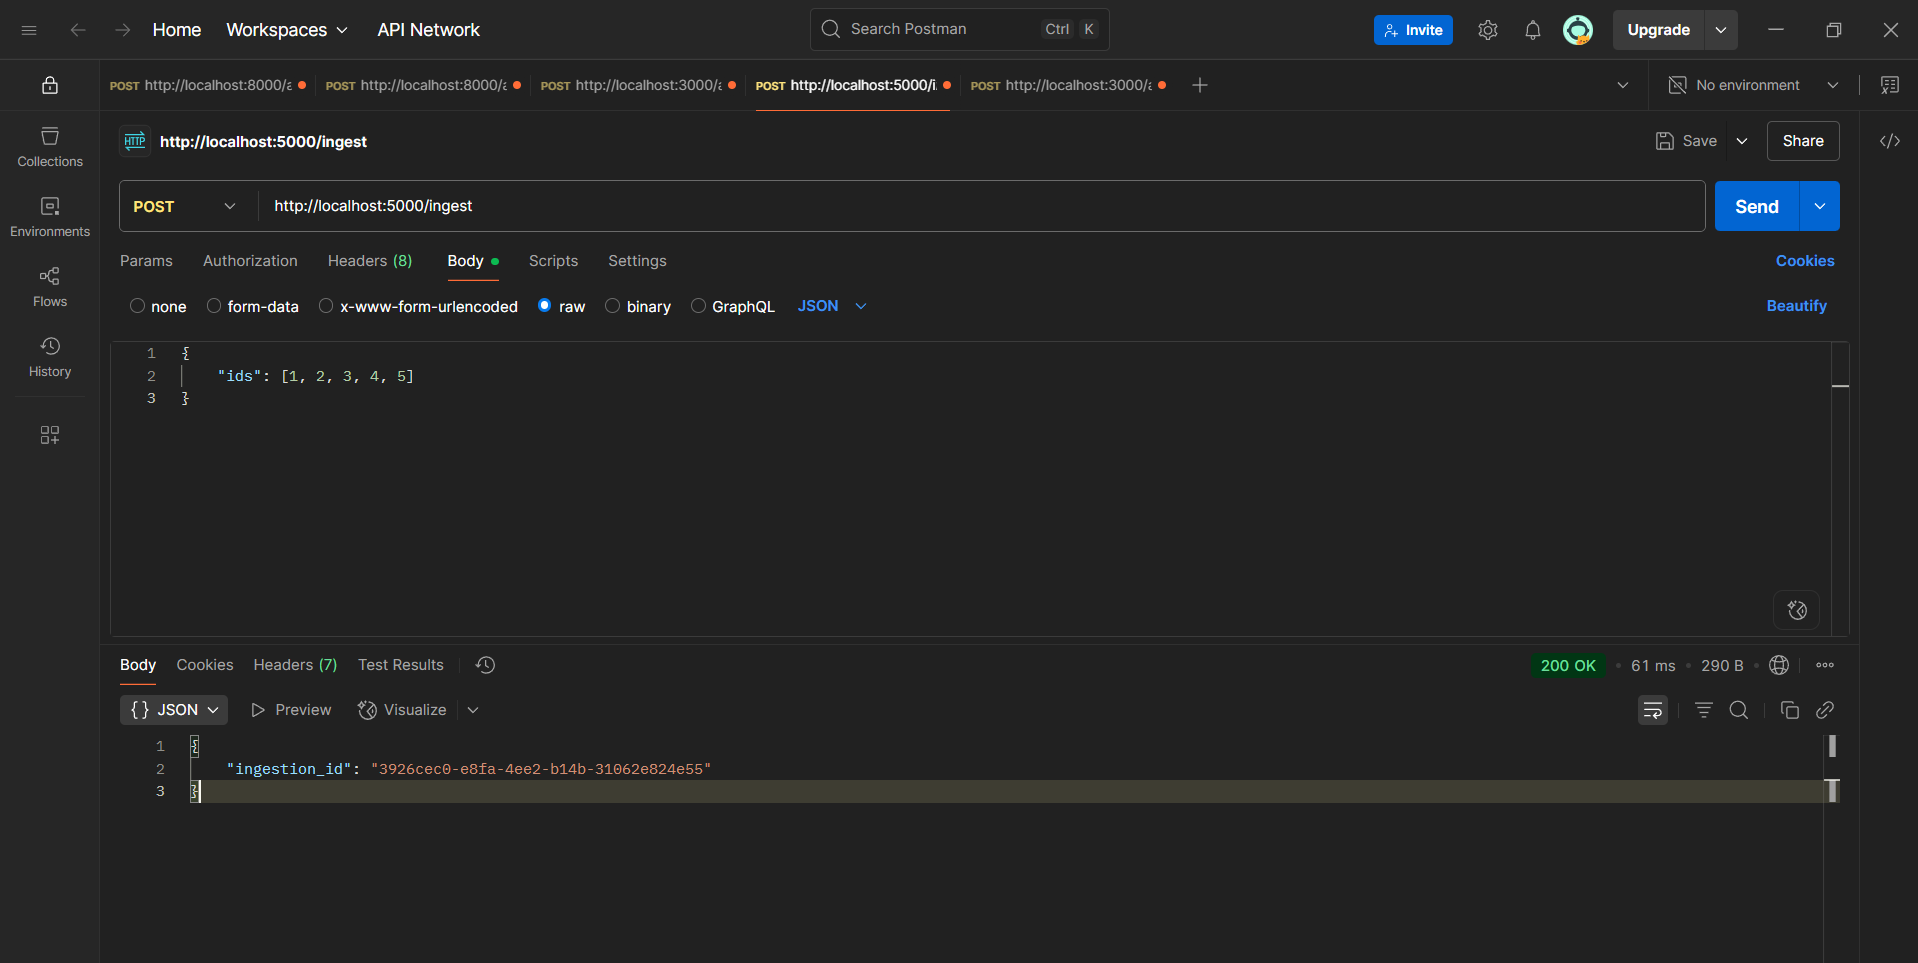 Home Workspaces API Network Search Postman Ctrl K Invite Upgrade
POST http://localhost:8000/a POST http://localhost:8000/a POST http://localhost:3000/a POST http://localhost:5000/i. POST http://localhost:3000/a No environment
HTTP http://localhost:5000/ingest Save Share
Collections
Environments
Flows
History
POST http://localhost:5000/ingest Send
Params Authorization Headers (8) Body Scripts Settings Cookies
none form-data x-www-form-urlencoded raw binary GraphQL JSON Beautify
1 {
2 "ids": [1, 2, 3, 4, 5]
3 }
Body Cookies Headers (7) Test Results 200 OK 61 ms 290 B
{} JSON Preview Visualize
1 {
2 "ingestion_id": "3926cec0-e8fa-4ee2-b14b-31062e824e55"
3 }